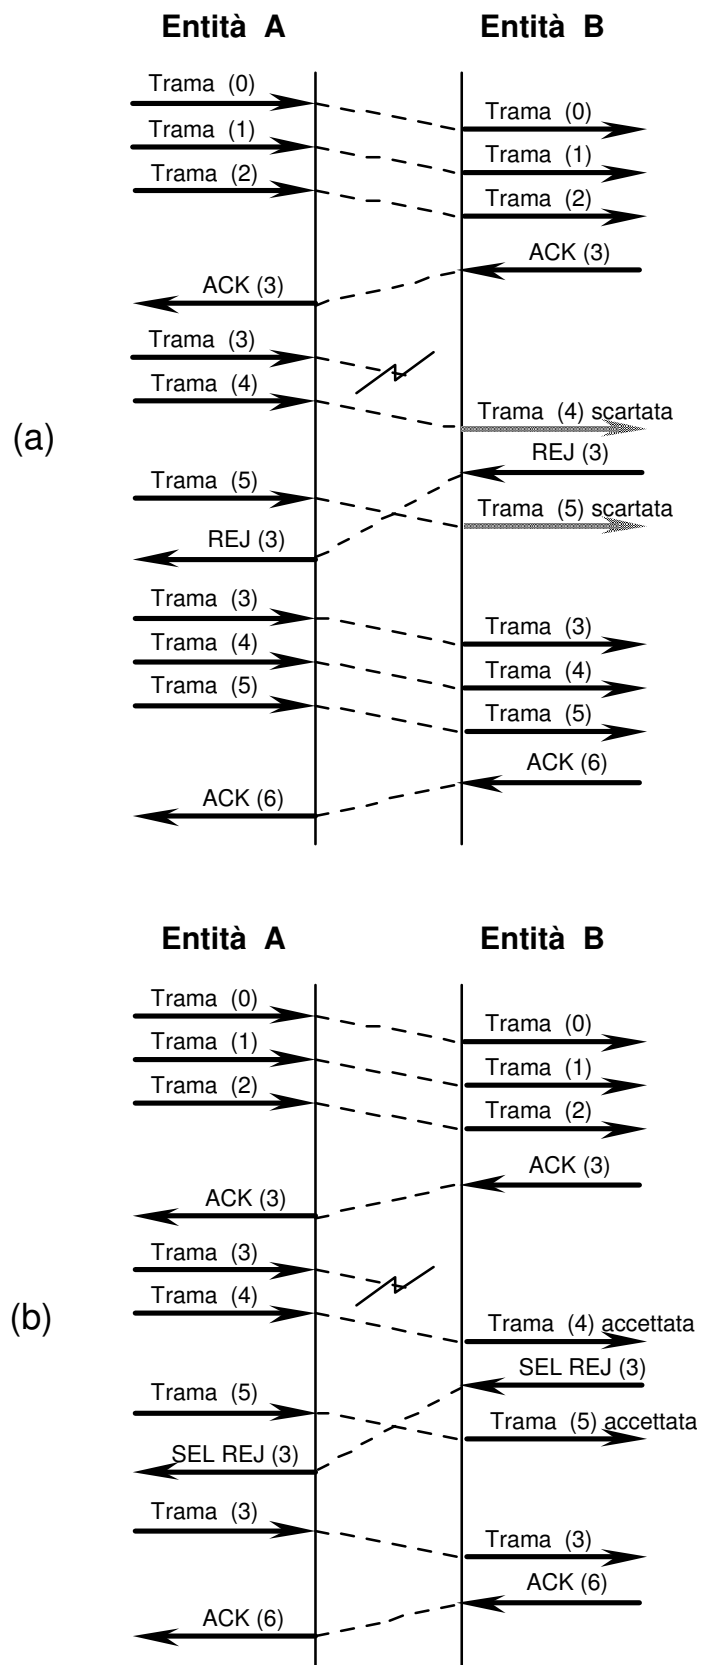 Entità A Entità B
Trama (0)
Trama (0)
Trama (1)
Trama (1)
Trama (2)
Trama (2)
ACK (3)
ACK (3)
Trama (3)
Trama (4)
Trama (4) scartata
(a)
REJ (3)
Trama (5)
Trama (5) scartata
REJ (3)
Trama (3)
Trama (3)
Trama (4)
Trama (4)
Trama (5)
Trama (5)
ACK (6)
ACK (6)
Entità A Entità B
Trama (0)
Trama (0)
Trama (1)
Trama (1)
Trama (2)
Trama (2)
ACK (3)
ACK (3)
Trama (3)
Trama (4)
(b)
Trama (4) accettata
SEL REJ (3)
Trama (5)
Trama (5) accettata
SEL REJ (3)
Trama (3)
Trama (3)
ACK (6)
ACK (6)